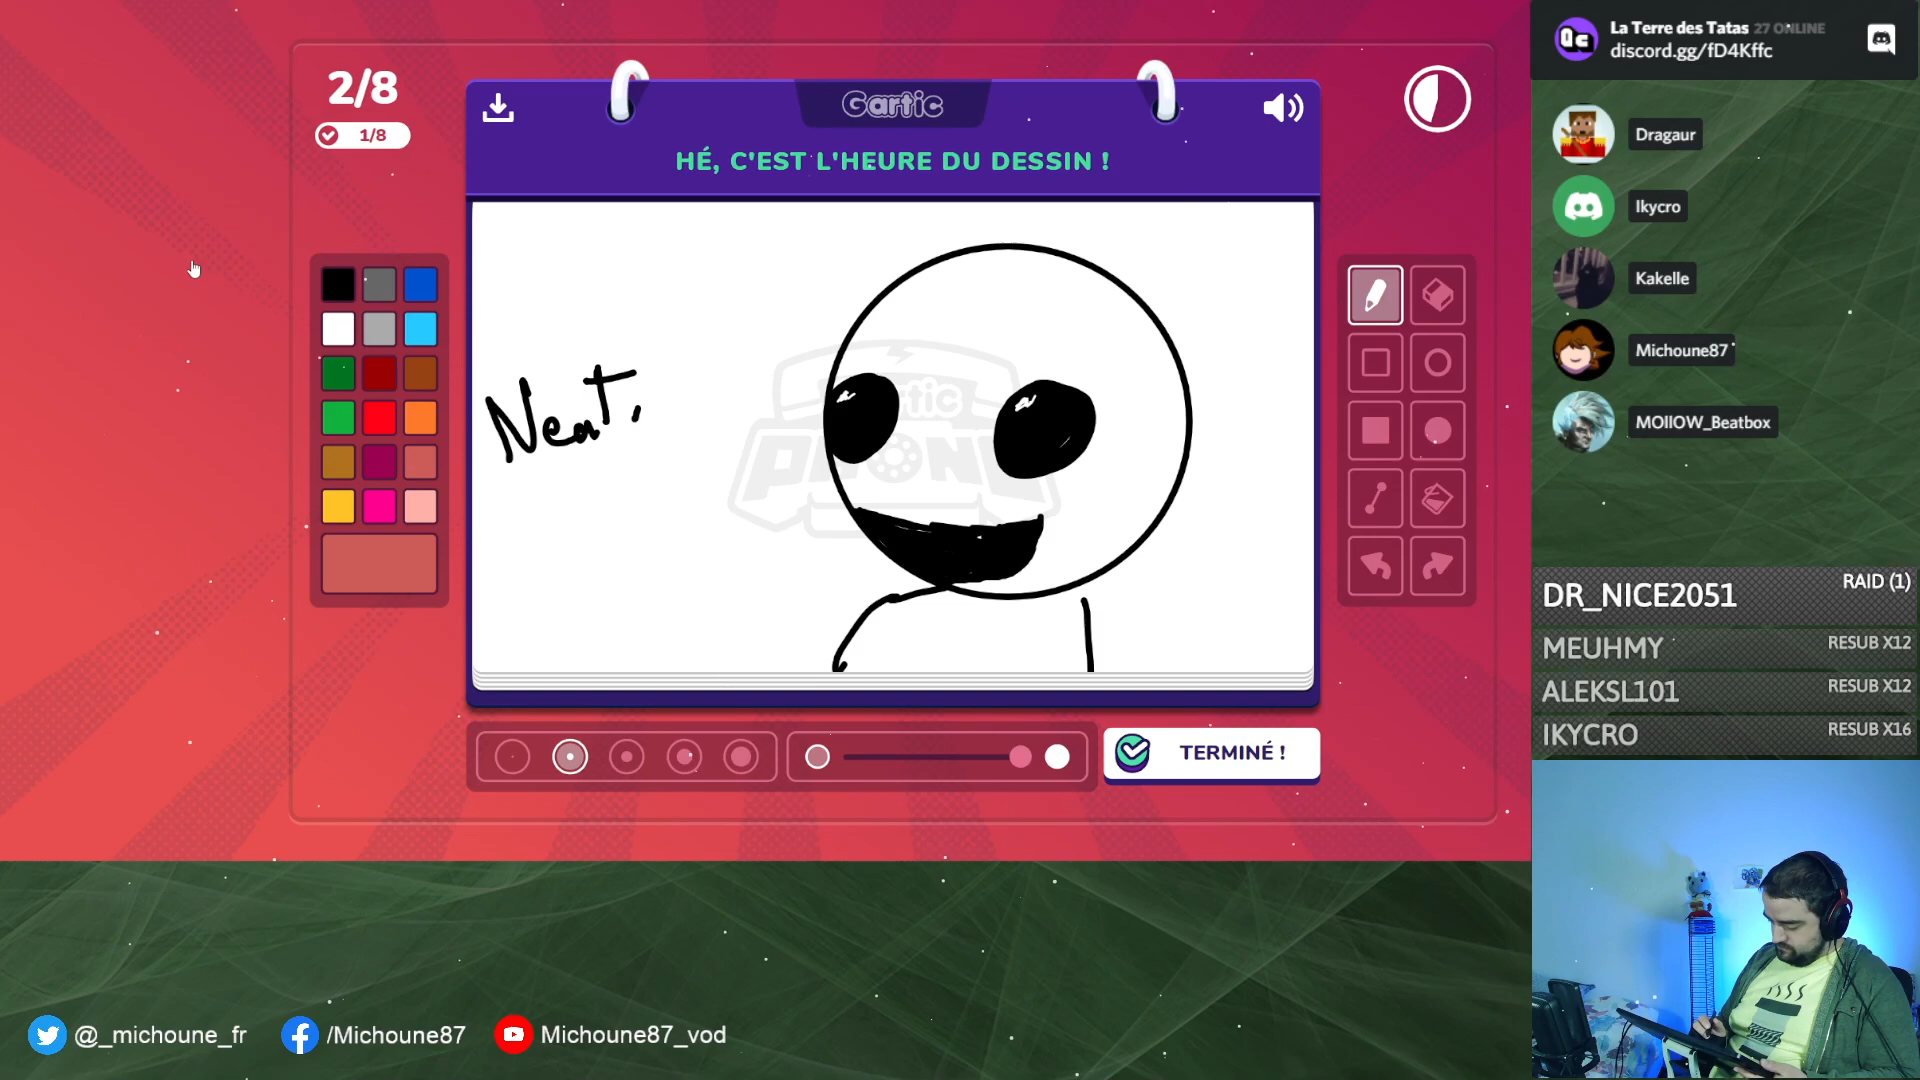 2/8
1/8
Gartic
HÉ, C'EST L'HEURE DU DESSIN !
Neat.
Gartic
PHONE
TERMINÉ !
La Terre des Tatas 27 ONLINE
discord.gg/fD4Kffc
Dragaur
Ikycro
Kakelle
Michoune87
MOllOW_Beatbox
DR_NICE2051 RAID (1)
MEUHMY RESUB X12
ALEKSL101 RESUB X12
IKYCRO RESUB X16
@_michoune_fr
/Michoune87
Michoune87_vod